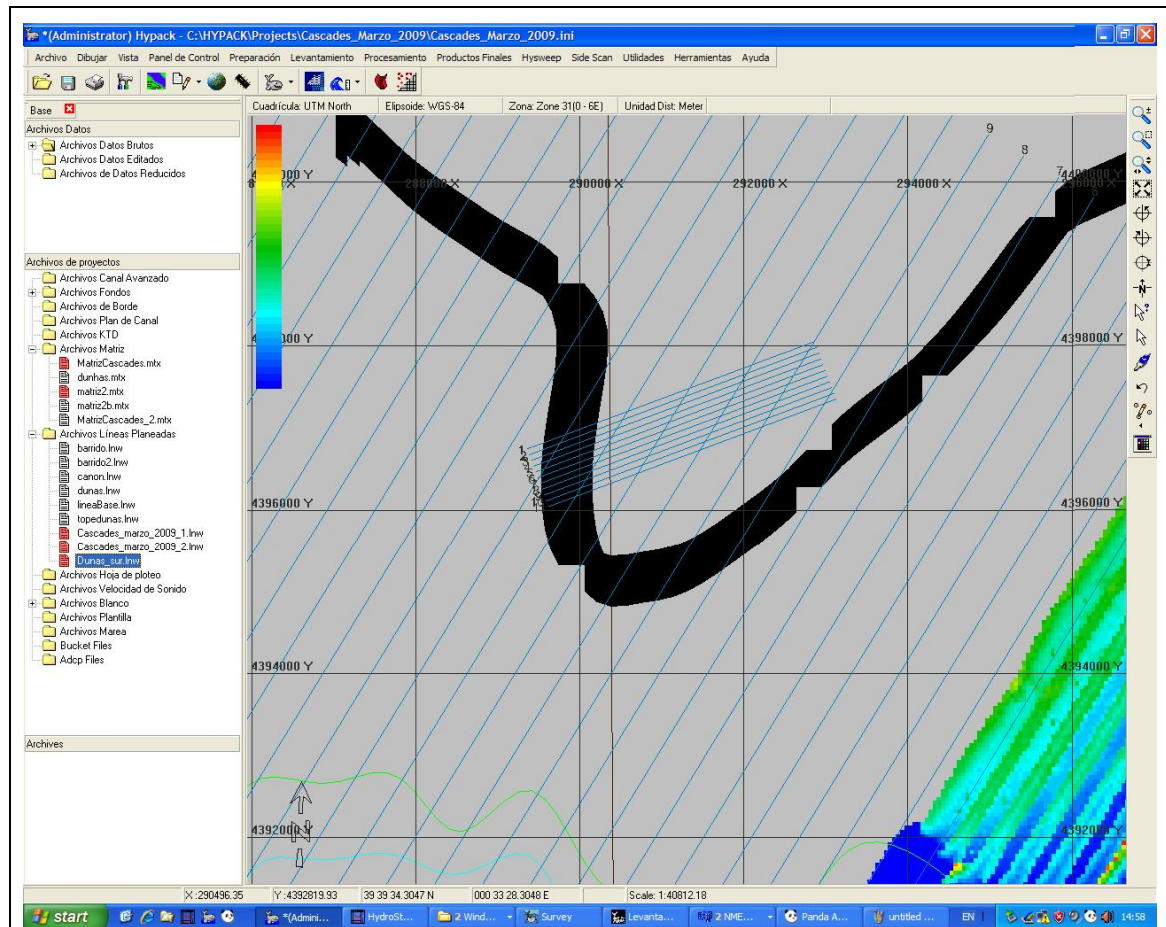 *(Administrator) Hypack - C:\HYPACK\Projects\Cascades_Marzo_2009\Cascades_Marzo_2009.ini
Archivo Dibujar Vista Panel de Control Preparación Levantamiento Procesamiento Productos Finales Hysweep Side Scan Utilidades Herramientas Ayuda
Base
Cuadrícula: UTM North Elipsoide: WGS-84 Zona: Zone 31(0 - 6E) Unidad Dist: Meter
Archivos Datos
Archivos Datos Brutos
Archivos Datos Editados
Archivos de Datos Reducidos
Archivos de proyectos
Archivos Canal Avanzado
Archivos Fondos
Archivos de Borde
Archivos Plan de Canal
Archivos KTD
Archivos Matriz
MatrizCascades.mtx
dunhas.mtx
matriz2.mtx
matriz2b.mtx
MatrizCascades_2.mtx
Archivos Líneas Planeadas
barrido.lnw
barrido2.lnw
canon.lnw
dunas.lnw
lineaBase.lnw
topedunas.lnw
Cascades_marzo_2009_1.lnw
Cascades_marzo_2009_2.lnw
Dunas_sur.lnw
Archivos Hoja de ploteo
Archivos Velocidad de Sonido
Archivos Blanco
Archivos Plantilla
Archivos Marea
Bucket Files
Adcp Files
Archives
9
8
7
290000 X
292000 X
294000 X
4398000 Y
4396000 Y
4396000 Y
4394000 Y
4394000 Y
4392000 Y
N
X :290496.35 Y :4392819.93 39 39 34.3047 N 000 33 28.3048 E Scale: 1:40812.18
start *(Admini... HydroSt... 2 Wind... Survey Levanta... 2 NME... Panda A... untitled ... EN 14:58